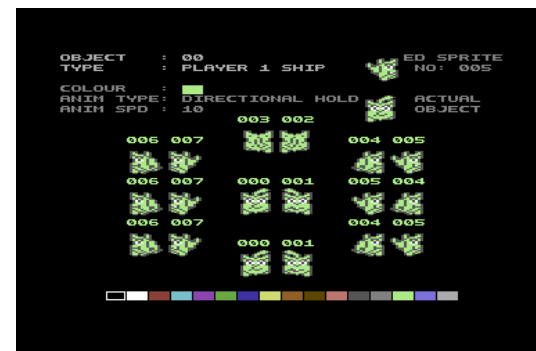 OBJECT : 00 ED SPRITE
TYPE : PLAYER 1 SHIP NO: 005
COLOUR :
ANIM TYPE: DIRECTIONAL HOLD ACTUAL
ANIM SPD : 10 OBJECT
003 002
006 007 004 005
006 007 000 001 005 004
006 007 004 005
000 001